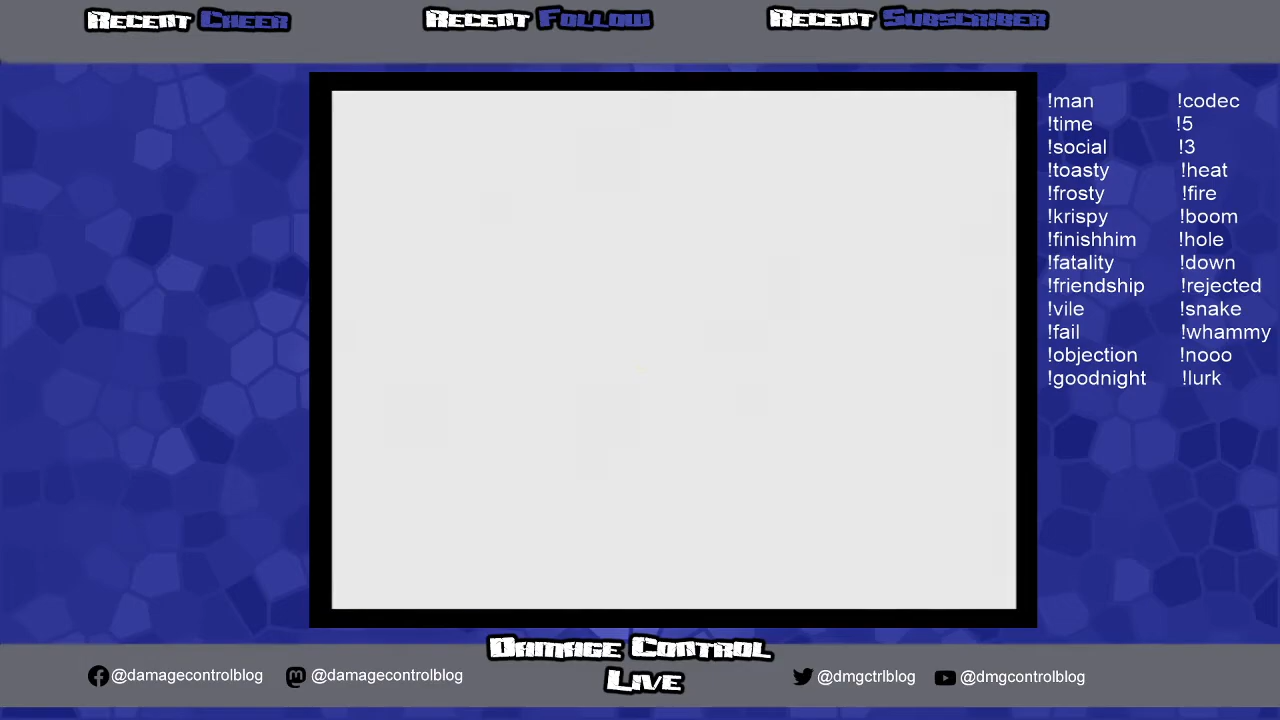 Recent Cheer
Recent Follow
Recent Subscriber
!man !codec
!time !5
!social !3
!toasty !heat
!frosty !fire
!krispy !boom
!finishhim !hole
!fatality !down
!friendship !rejected
!vile !snake
!fail !whammy
!objection !nooo
!goodnight !lurk
Damage Control
Live
@damagecontrolblog
@damagecontrolblog
@dmgctrlblog
@dmgcontrolblog